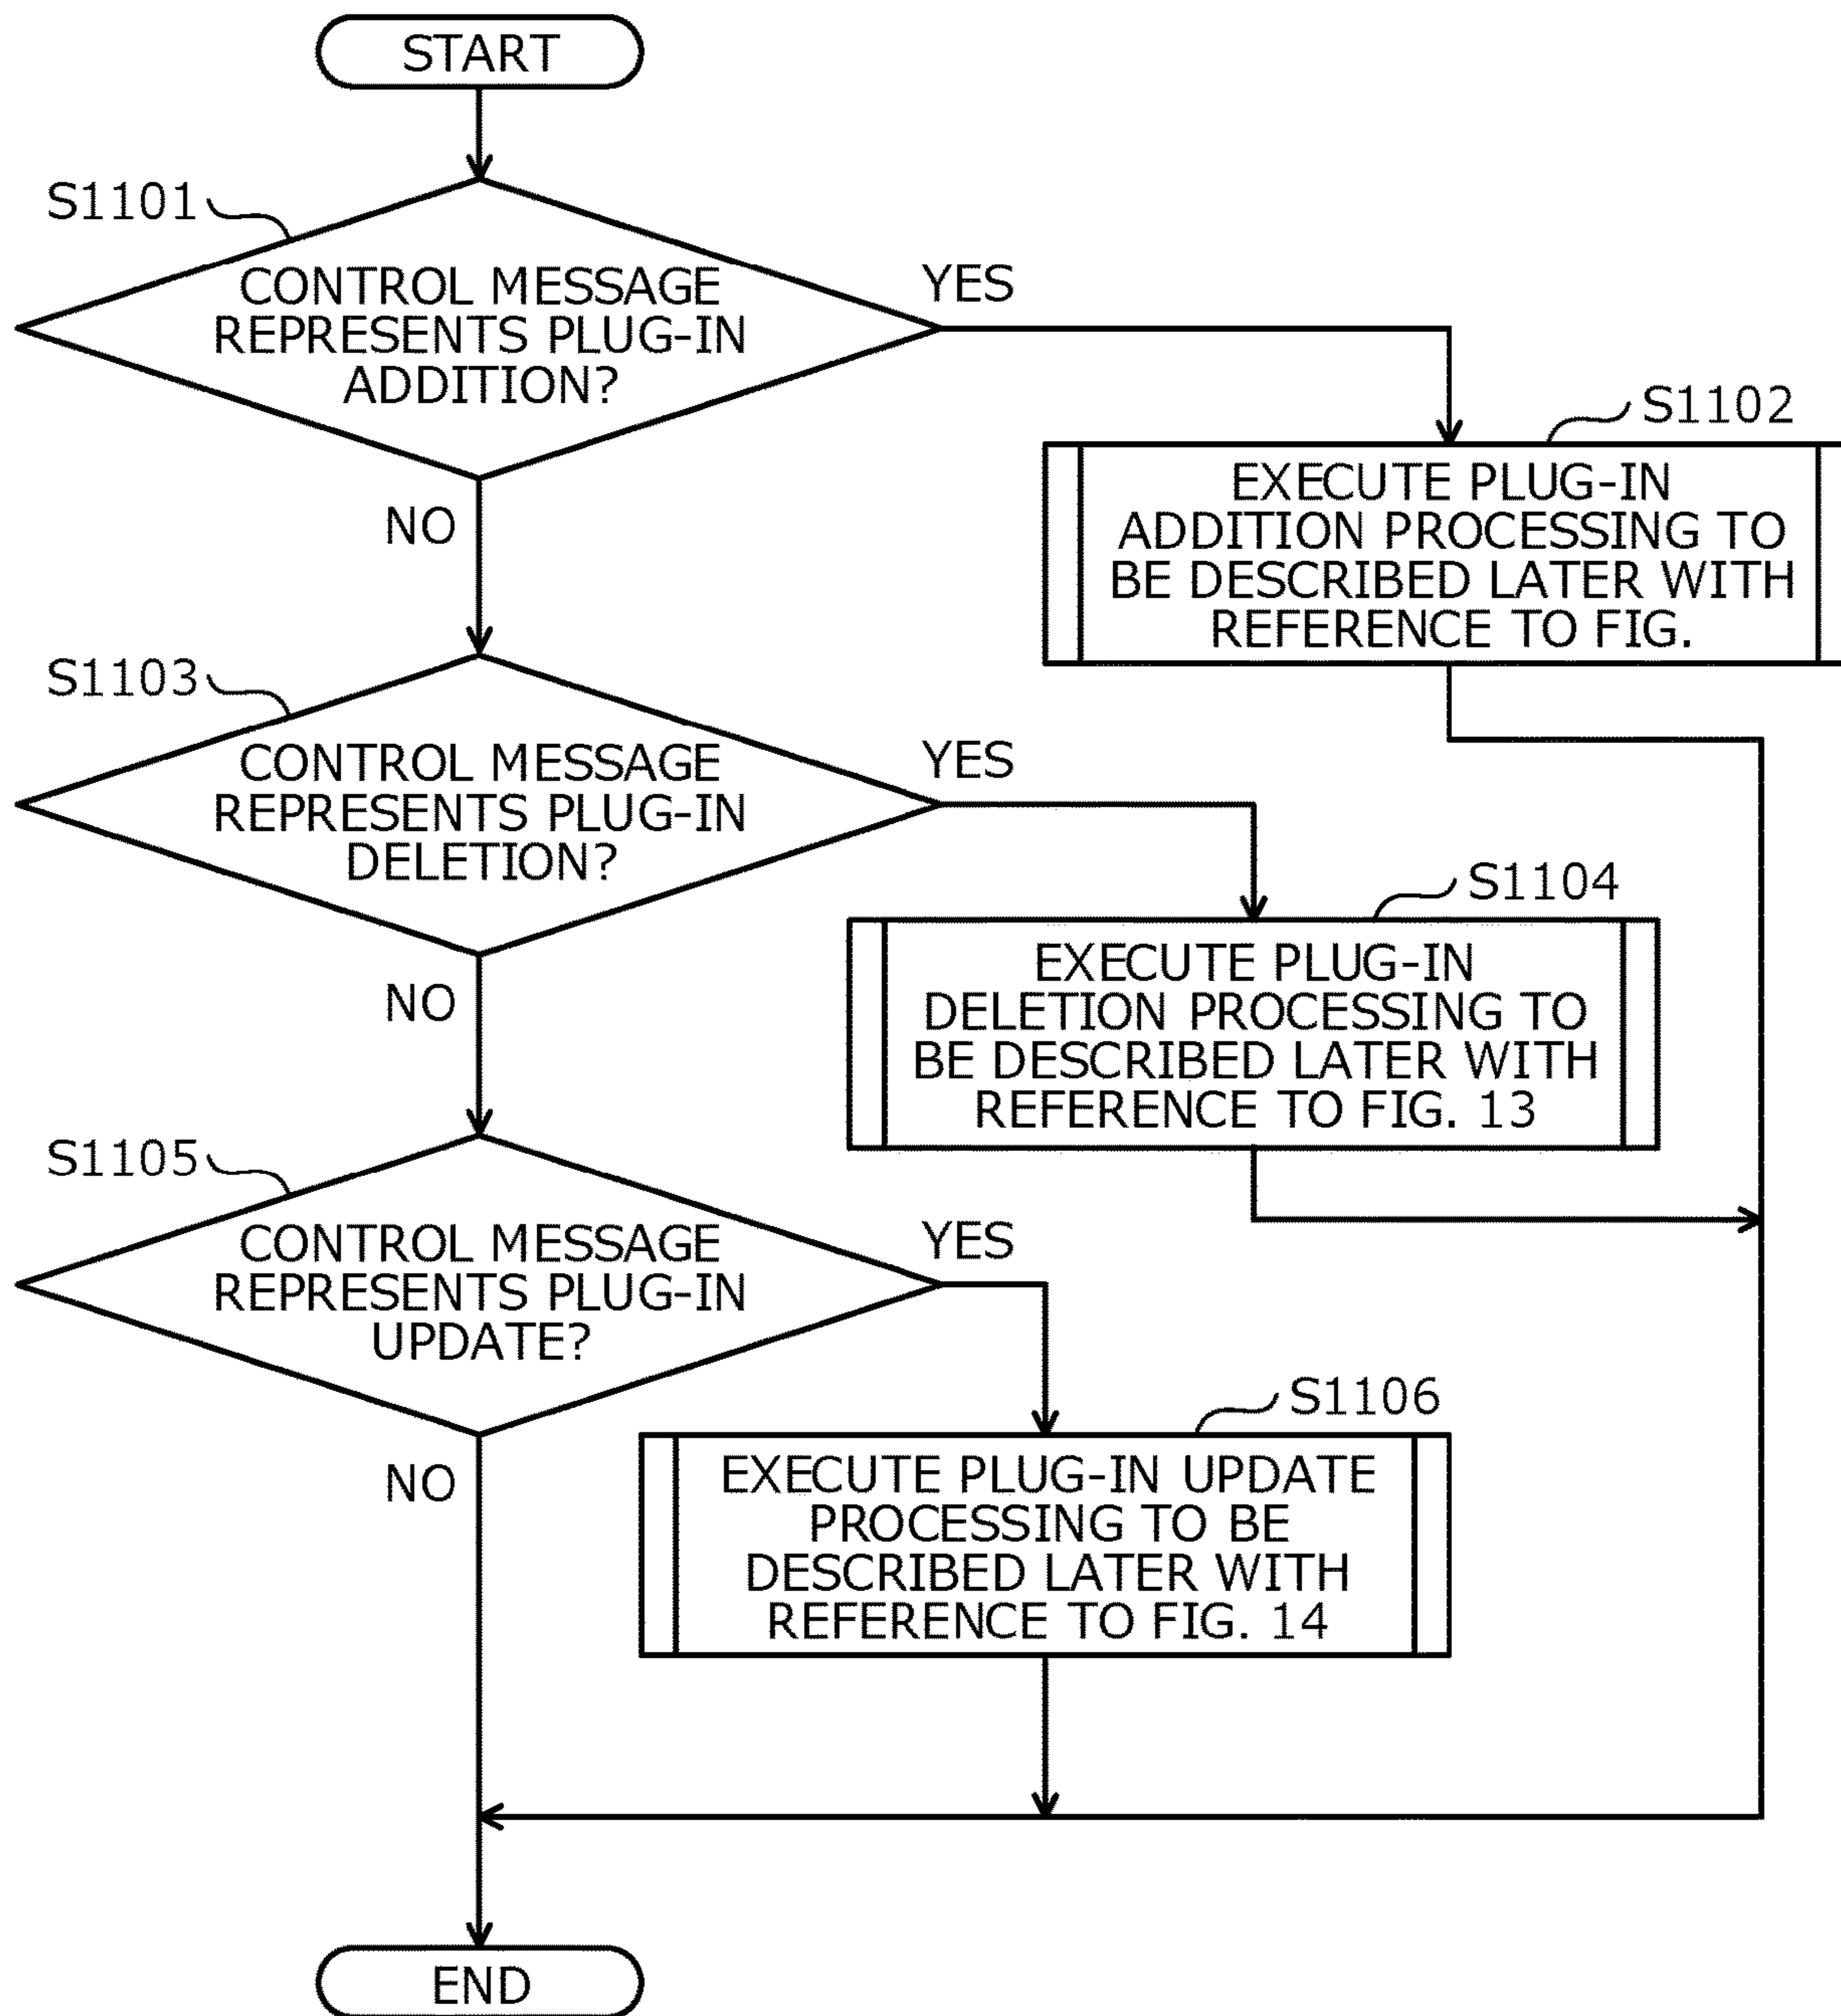 START
S1101
CONTROL MESSAGE
REPRESENTS PLUG-IN
ADDITION?
YES
NO
S1102
EXECUTE PLUG-IN
ADDITION PROCESSING TO
BE DESCRIBED LATER WITH
REFERENCE TO FIG.
S1103
CONTROL MESSAGE
REPRESENTS PLUG-IN
DELETION?
YES
NO
S1104
EXECUTE PLUG-IN
DELETION PROCESSING TO
BE DESCRIBED LATER WITH
REFERENCE TO FIG. 13
S1105
CONTROL MESSAGE
REPRESENTS PLUG-IN
UPDATE?
YES
NO
S1106
EXECUTE PLUG-IN UPDATE
PROCESSING TO BE
DESCRIBED LATER WITH
REFERENCE TO FIG. 14
END